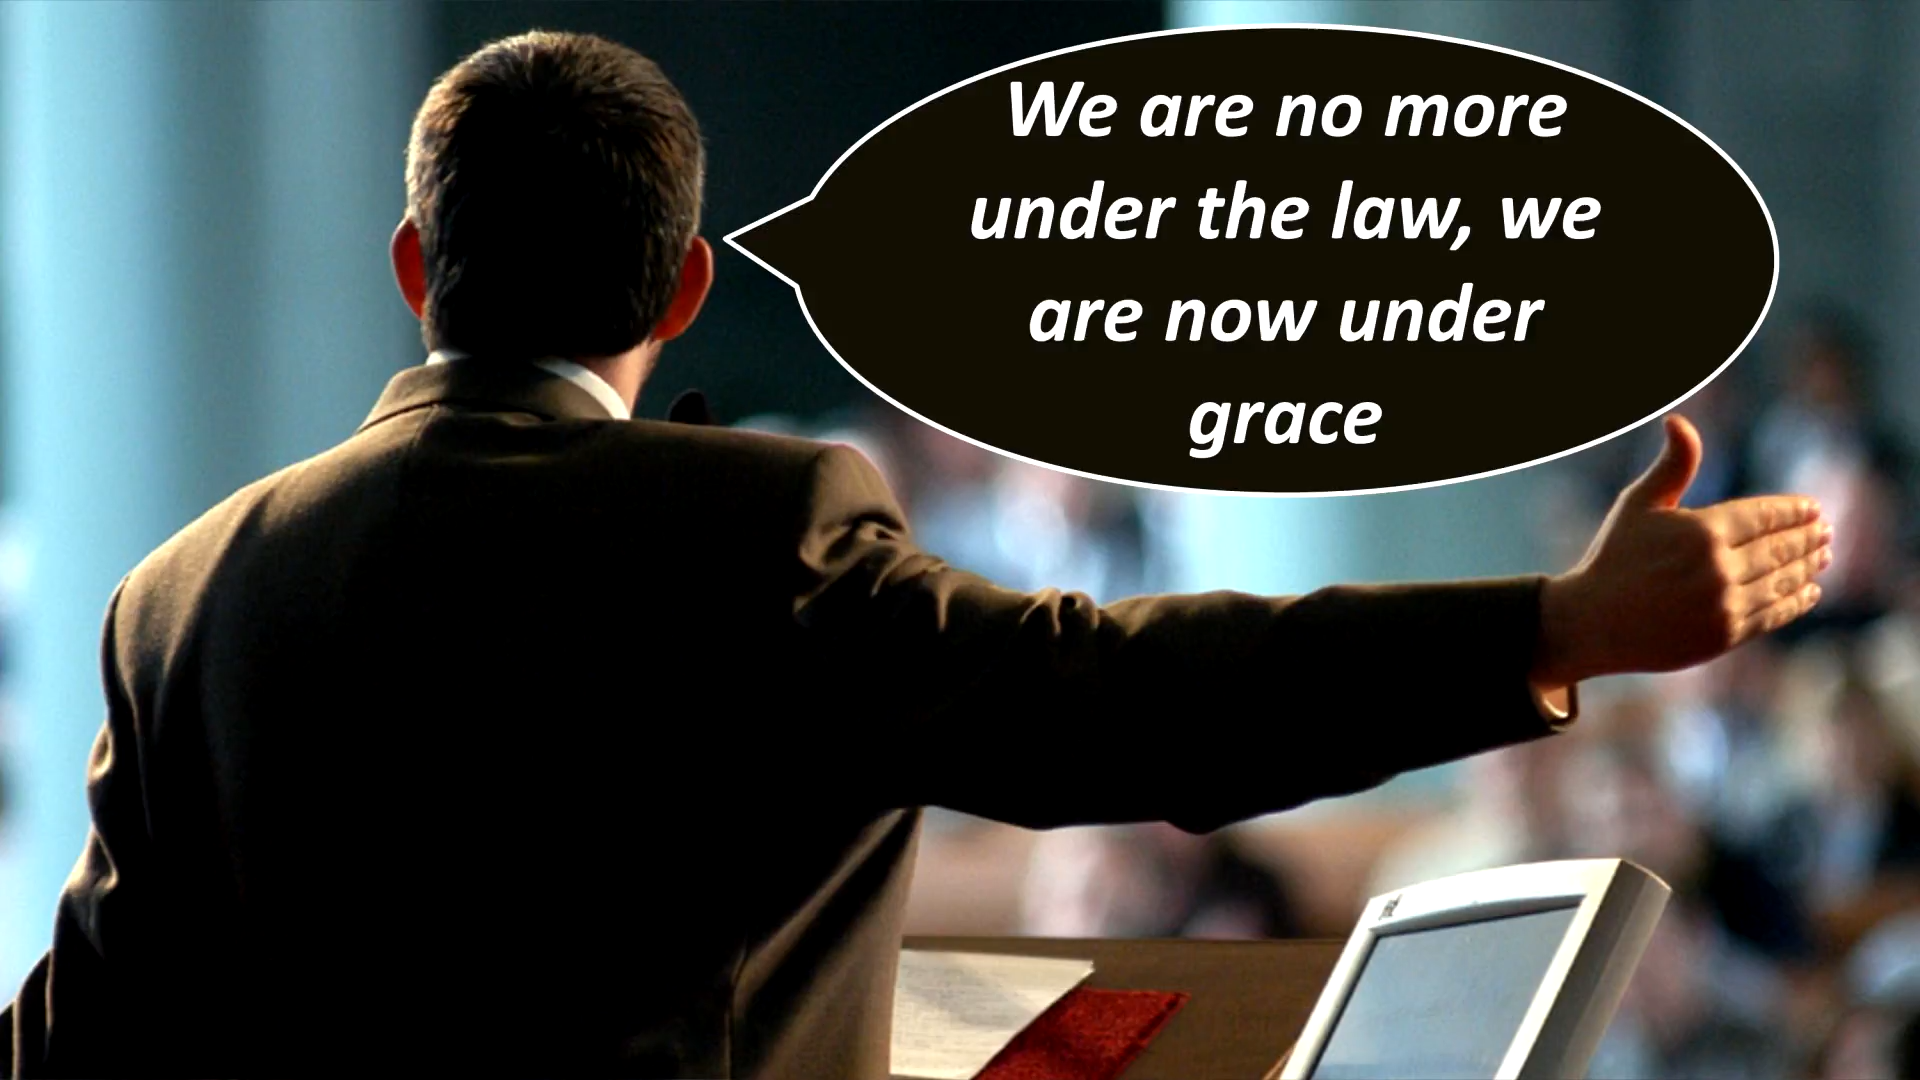 We are no more
under the law, we
are now under
grace